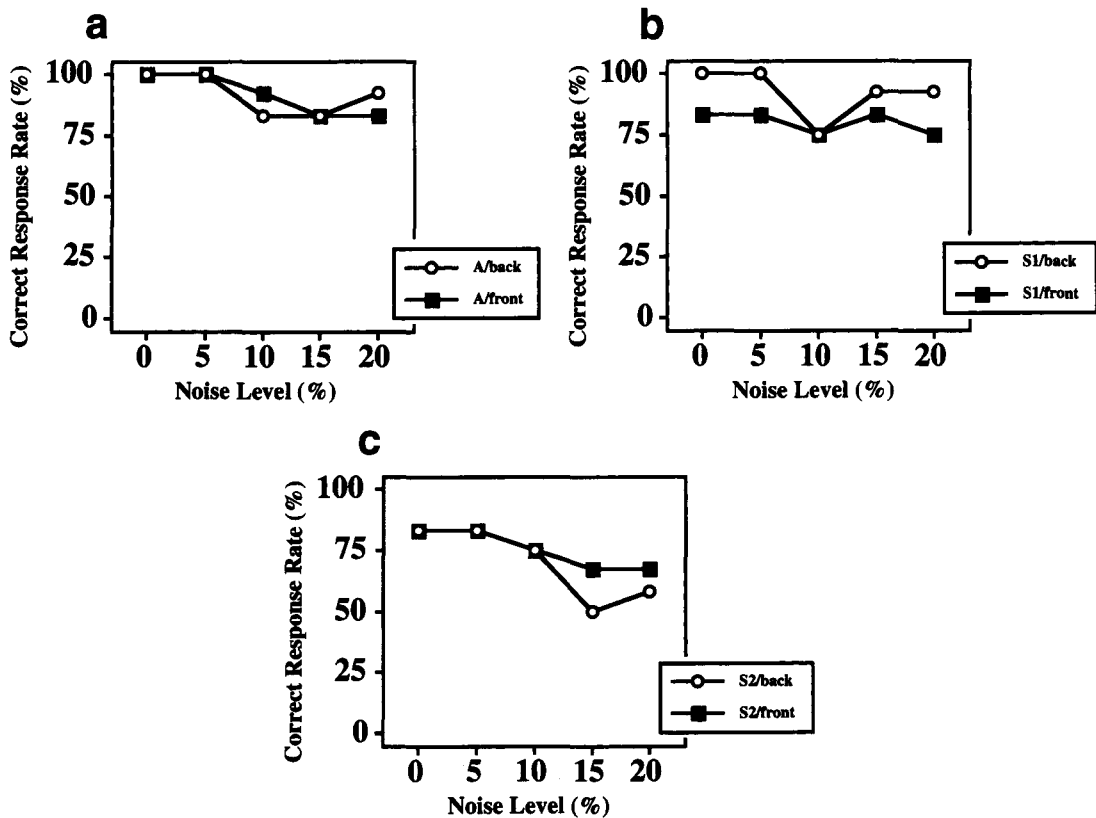 a
Correct Response Rate (%)
100
75
50
25
0
0 5 10 15 20
Noise Level (%)
A/back
A/front
b
Correct Response Rate (%)
100
75
50
25
0
0 5 10 15 20
Noise Level (%)
S1/back
S1/front
c
Correct Response Rate (%)
100
75
50
25
0
0 5 10 15 20
Noise Level (%)
S2/back
S2/front